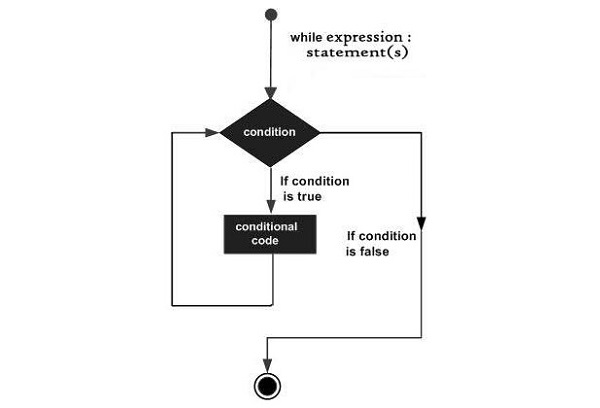 while expression :
statement(s)
condition
If condition
is true
conditional
code
If condition
is false